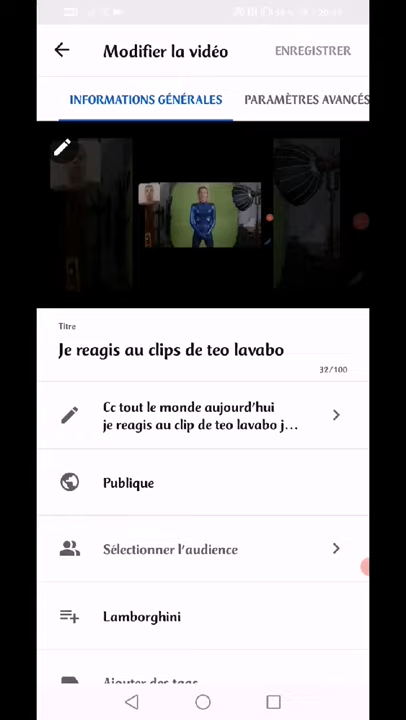 Modifier la vidéo
ENREGISTRER
INFORMATIONS GÉNÉRALES
PARAMÈTRES AVANCÉS
Titre
Je reagis au clips de teo lavabo
32/100
Cc tout le monde aujourd'hui
je reagis au clip de teo lavabo j...
Publique
Sélectionner l'audience
Lamborghini
Ajouter des tags